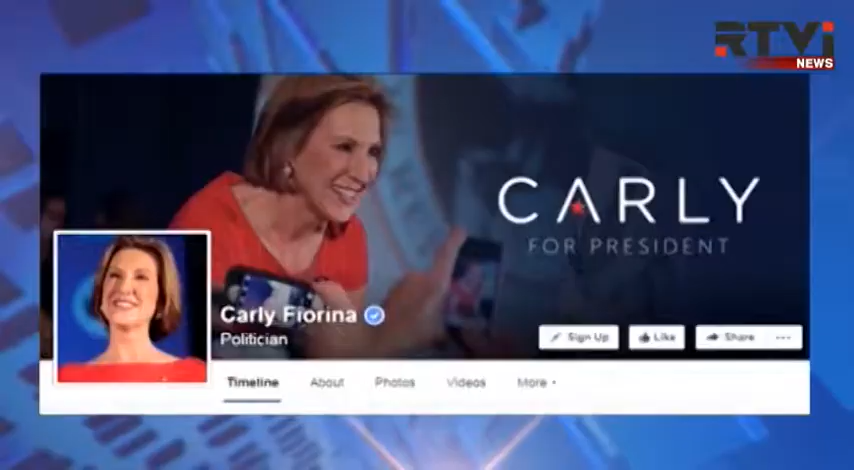 RTVi
NEWS
CARLY
FOR PRESIDENT
Carly Fiorina
Politician
Sign Up
Like
Share
Timeline
About
Photos
Videos
More